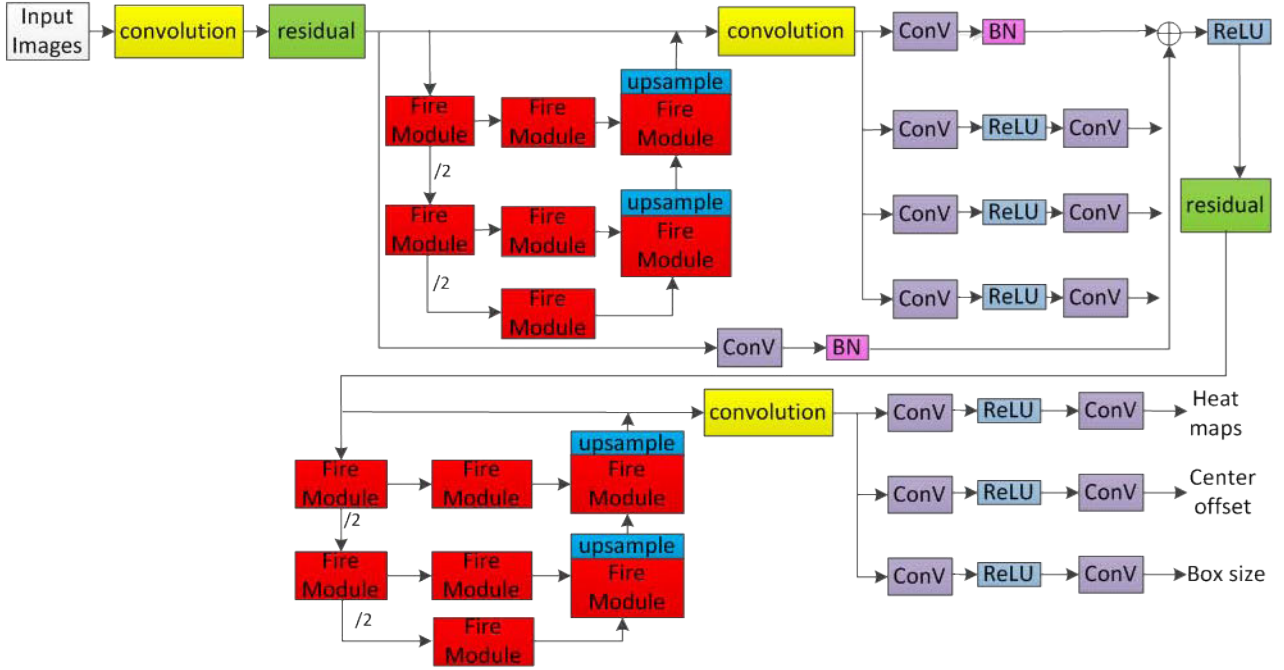 Input
Images
convolution
residual
convolution
ConV
BN
ReLU
upsample
Fire
Module
Fire
Module
Fire
Module
ConV
ReLU
ConV
/2
residual
upsample
Fire
Module
Fire
Module
Fire
Module
ConV
ReLU
ConV
/2
Fire
Module
ConV
ReLU
ConV
ConV
BN
convolution
ConV
ReLU
ConV
Heat
maps
upsample
Fire
Module
Fire
Module
Fire
Module
ConV
ReLU
ConV
Center
offset
/2
upsample
Fire
Module
Fire
Module
Fire
Module
ConV
ReLU
ConV
Box size
/2
Fire
Module